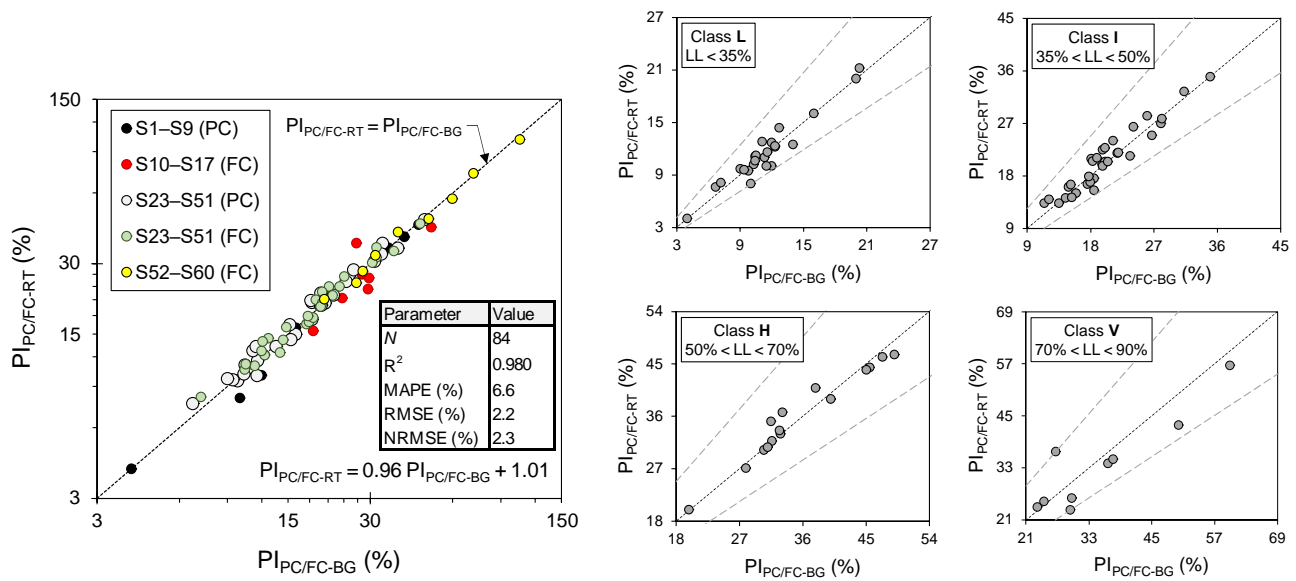 150
30
15
3
PI_PC/FC-RT (%)
S1–S9 (PC)
S10–S17 (FC)
S23–S51 (PC)
S23–S51 (FC)
S52–S60 (FC)
PI_PC/FC-RT = PI_PC/FC-BG
Parameter Value
N 84
R² 0.980
MAPE (%) 6.6
RMSE (%) 2.2
NRMSE (%) 2.3
PI_PC/FC-RT = 0.96 PI_PC/FC-BG + 1.01
3 15 30 150
PI_PC/FC-BG (%)
Class L
LL < 35%
27
21
15
9
3
PI_PC/FC-RT (%)
3 9 15 21 27
PI_PC/FC-BG (%)
Class I
35% < LL < 50%
45
36
27
18
9
PI_PC/FC-RT (%)
9 18 27 36 45
PI_PC/FC-BG (%)
Class H
50% < LL < 70%
54
45
36
27
18
PI_PC/FC-RT (%)
18 27 36 45 54
PI_PC/FC-BG (%)
Class V
70% < LL < 90%
69
57
45
33
21
PI_PC/FC-RT (%)
21 33 45 57 69
PI_PC/FC-BG (%)